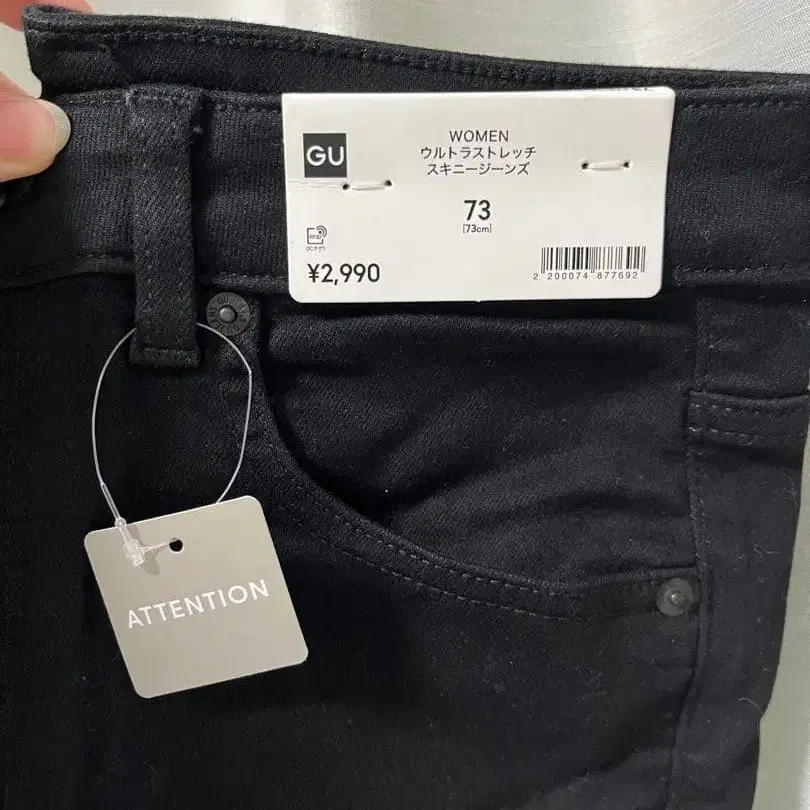 GU
WOMEN
ウルトラストレッチ
スキニージーンズ
73
[73cm]
¥2,990
2 200074 877692
ATTENTION